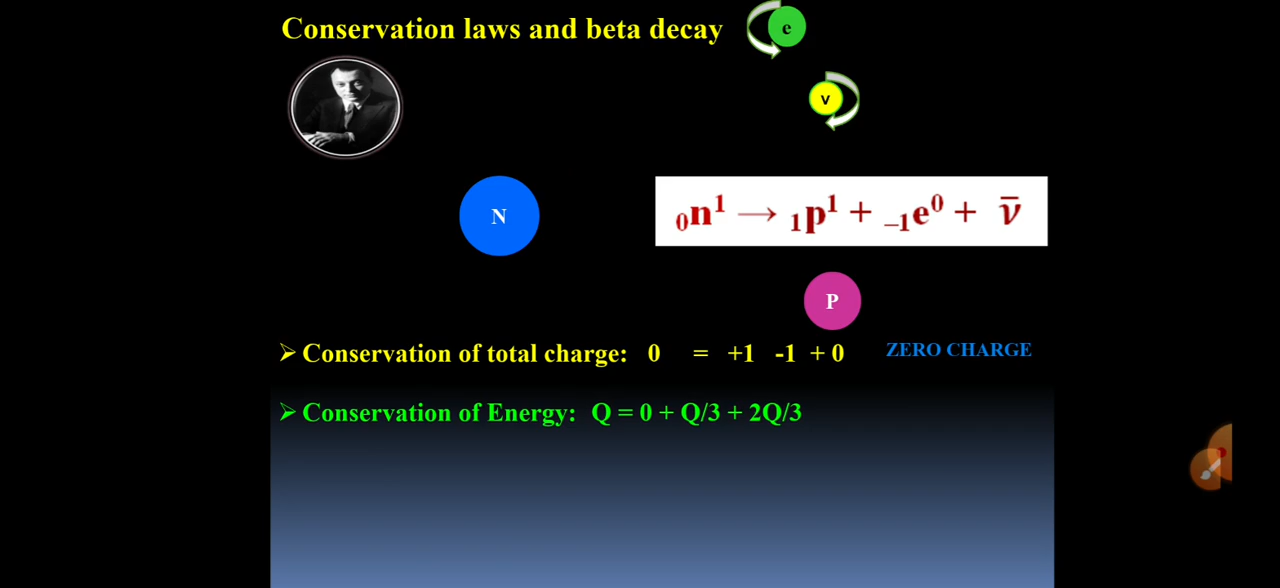 Conservation laws and beta decay
e
v
N
₀n¹ → ₁p¹ + ₋₁e⁰ + ν̅
P
➢ Conservation of total charge: 0 = +1 -1 + 0 ZERO CHARGE
➢ Conservation of Energy: Q = 0 + Q/3 + 2Q/3